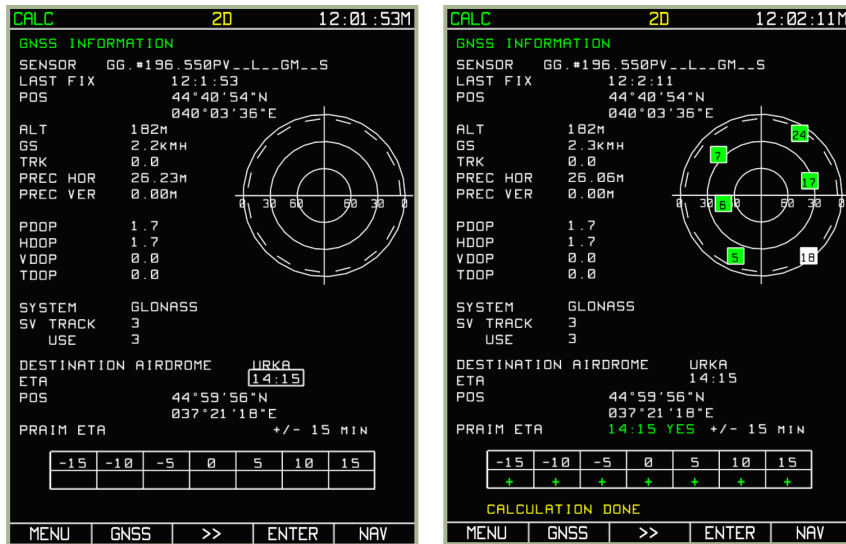 CALC 2D 12:01:53M
GNSS INFORMATION
SENSOR GG.#196.550PV__L__GM__S
LAST FIX 12:1:53
POS 44°40'54"N
040°03'36"E
ALT 182M
GS 2.2KMH
TRK 0.0
PREC HOR 26.23M
PREC VER 0.00M
0 30 60 60 30 0
PDOP 1.7
HDOP 1.7
VDOP 0.0
TDOP 0.0
SYSTEM GLONASS
SV TRACK 3
USE 3
DESTINATION AIRDROME URKA
ETA 14:15
POS 44°59'56"N
037°21'18"E
PRAIM ETA +/- 15 MIN
-15 -10 -5 0 5 10 15
MENU GNSS >> ENTER NAV
CALC 2D 12:02:11M
GNSS INFORMATION
SENSOR GG.#196.550PV__L__GM__S
LAST FIX 12:2:11
POS 44°40'54"N
040°03'36"E
ALT 182M
24
GS 2.3KMH
7
TRK 0.0
PREC HOR 26.06M
17
PREC VER 0.00M
0 30 60 60 30 0
6
PDOP 1.7
HDOP 1.7
VDOP 0.0
5 18
TDOP 0.0
SYSTEM GLONASS
SV TRACK 3
USE 3
DESTINATION AIRDROME URKA
ETA 14:15
POS 44°59'56"N
037°21'18"E
PRAIM ETA 14:15 YES +/- 15 MIN
-15 -10 -5 0 5 10 15
+ + + + + + +
CALCULATION DONE
MENU GNSS >> ENTER NAV